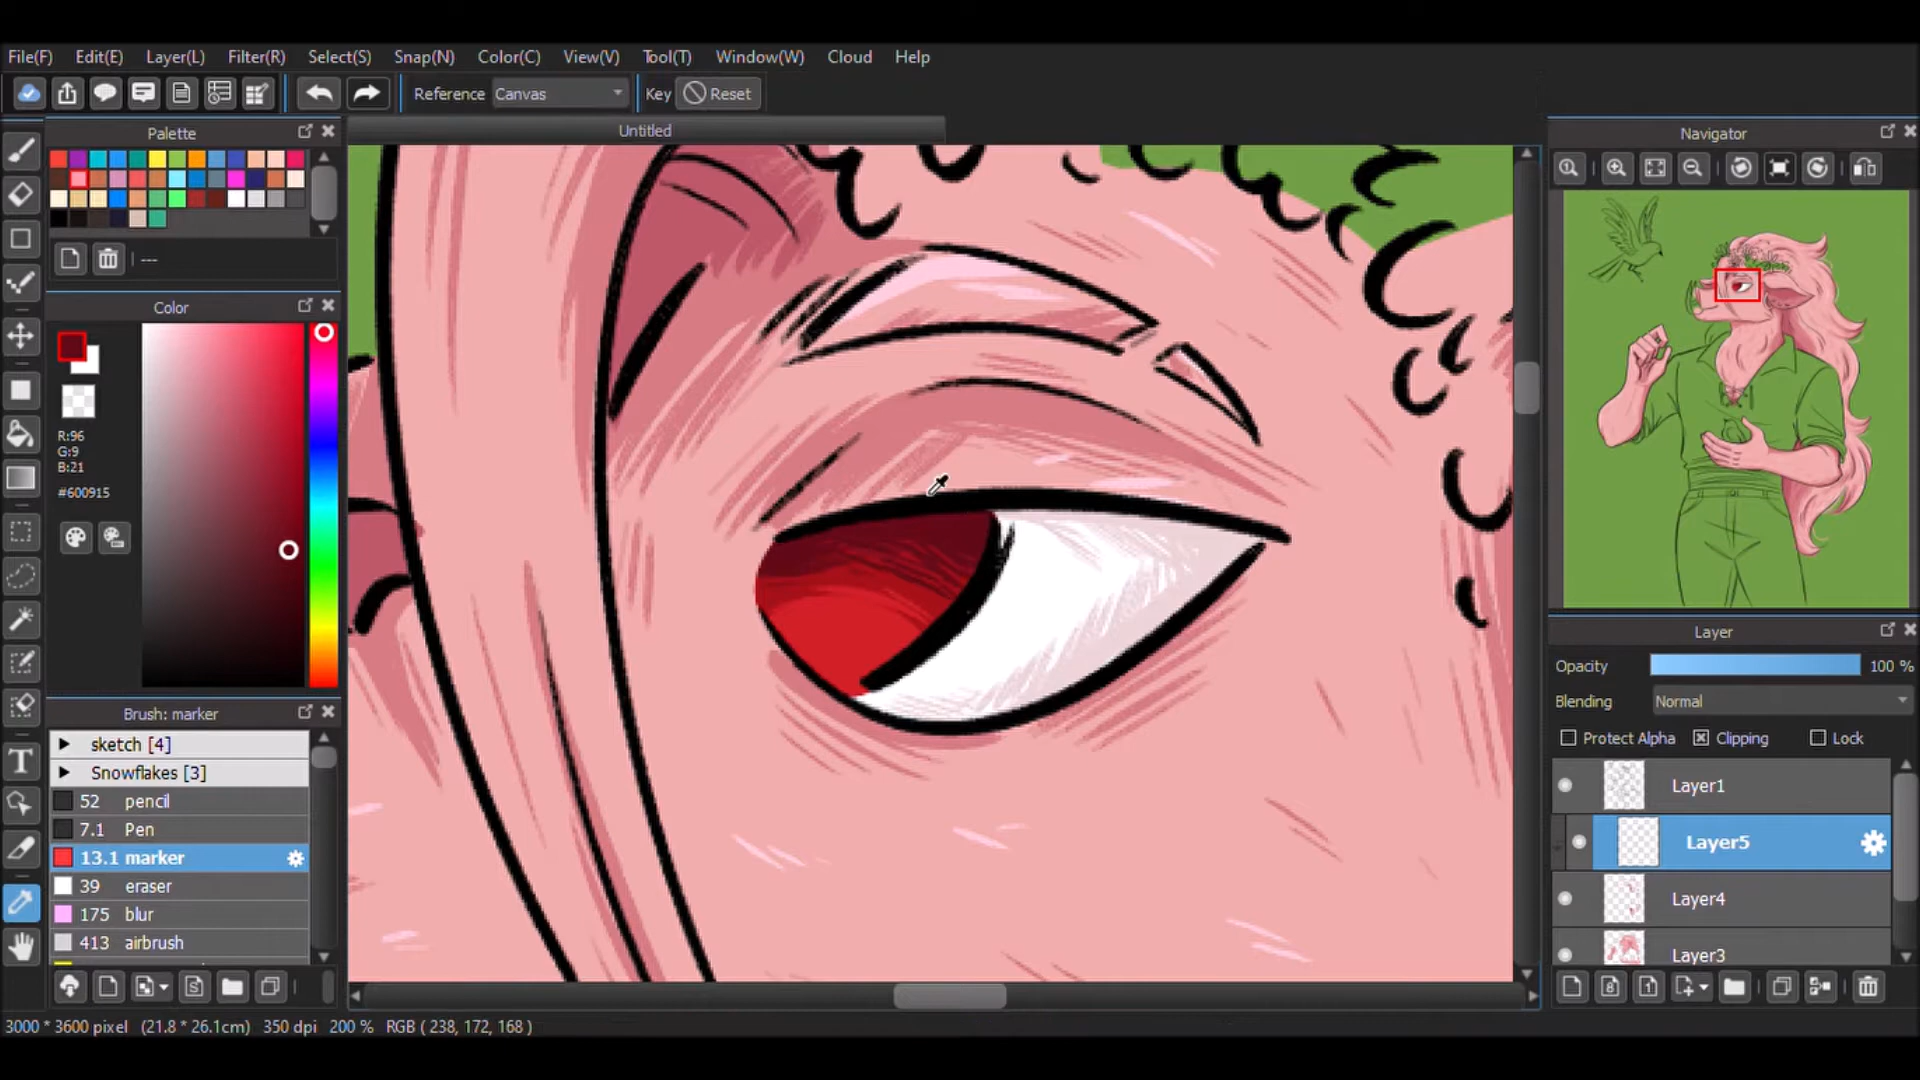 File(F) Edit(E) Layer(L) Filter(R) Select(S) Snap(N) Color(C) View(V) Tool(T) Window(W) Cloud Help
Reference Canvas Key Reset
Palette
Untitled
Navigator
---
Color
R:96
G:9
B:21
#600915
Brush: marker
sketch [4]
Snowflakes [3]
52 pencil
7.1 Pen
13.1 marker
39 eraser
175 blur
413 airbrush
Layer
Opacity 100 %
Blending Normal
Protect Alpha Clipping Lock
Layer1
Layer5
Layer4
Layer3
3000 * 3600 pixel (21.8 * 26.1cm) 350 dpi 200 % RGB ( 238, 172, 168 )